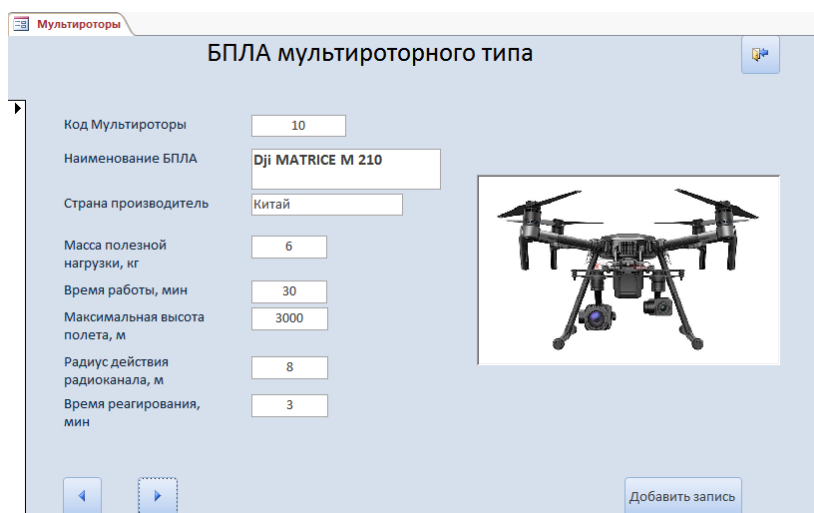 Мультироторы
БПЛА мультироторного типа
Код Мультироторы
10
Наименование БПЛА
Dji MATRICE M 210
Страна производитель
Китай
Масса полезной
нагрузки, кг
6
Время работы, мин
30
Максимальная высота
полета, м
3000
Радиус действия
радиоканала, м
8
Время реагирования,
мин
3
Добавить запись